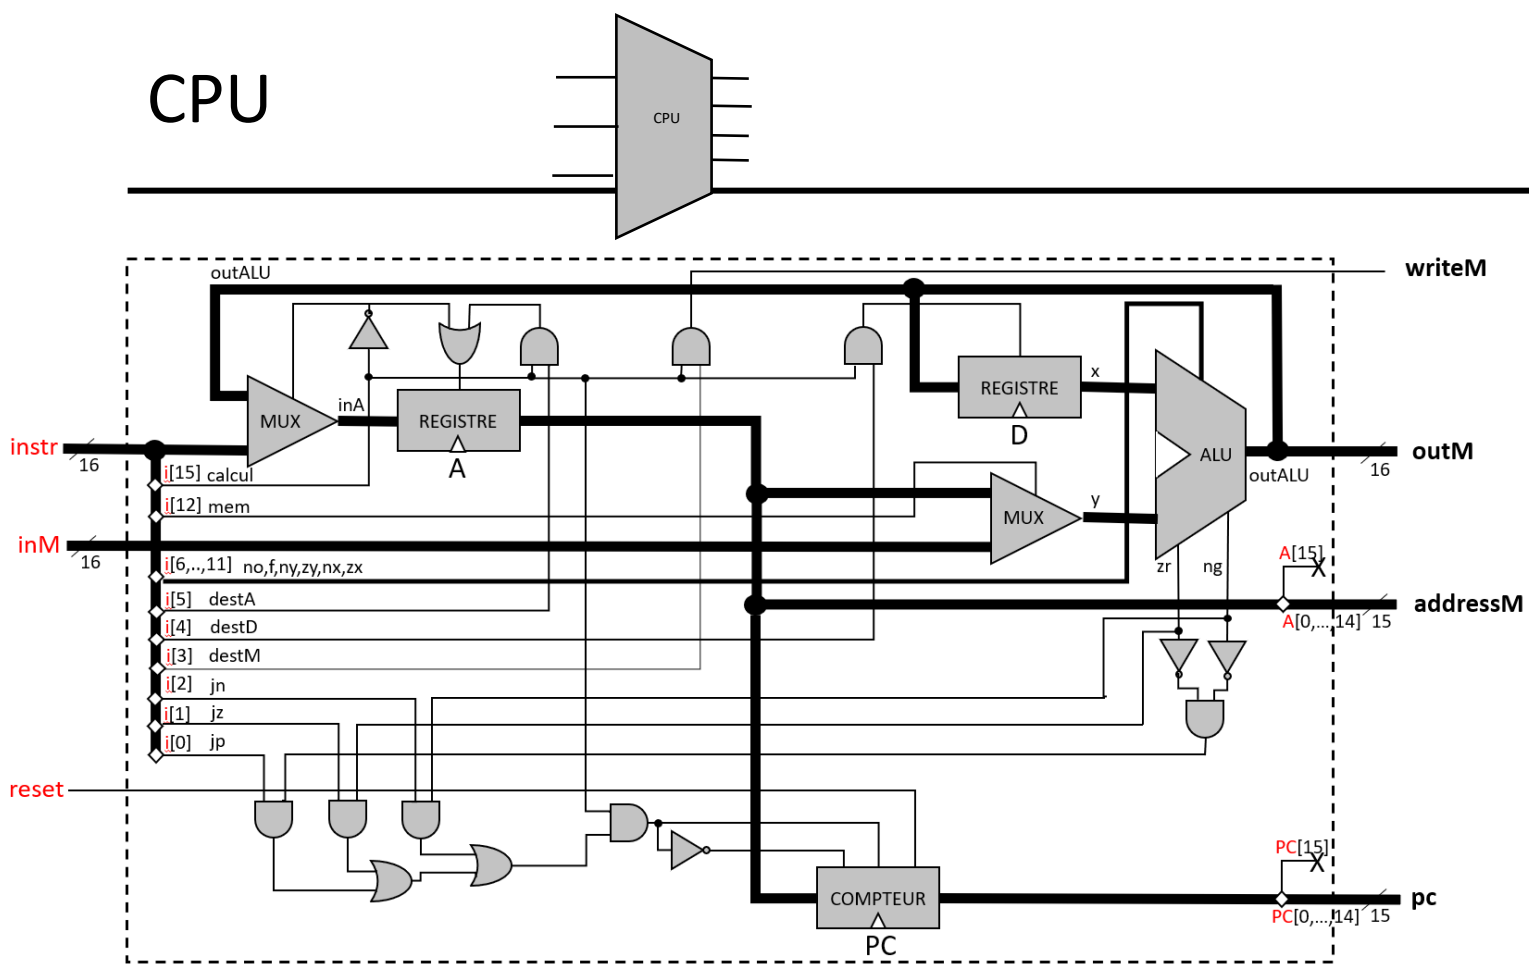 CPU
CPU
writeM
outALU
x
REGISTRE
D
MUX
inA
REGISTRE
A
instr
16
ALU
outM
16
outALU
i[15] calcul
i[12] mem
MUX
y
inM
16
i[6,..,11] no,f,ny,zy,nx,zx
zr
ng
A[15]
X
i[5] destA
addressM
A[0,...,14]
15
i[4] destD
i[3] destM
i[2] jn
i[1] jz
i[0] jp
reset
PC[15]
X
COMPTEUR
pc
PC[0,...,14]
15
PC